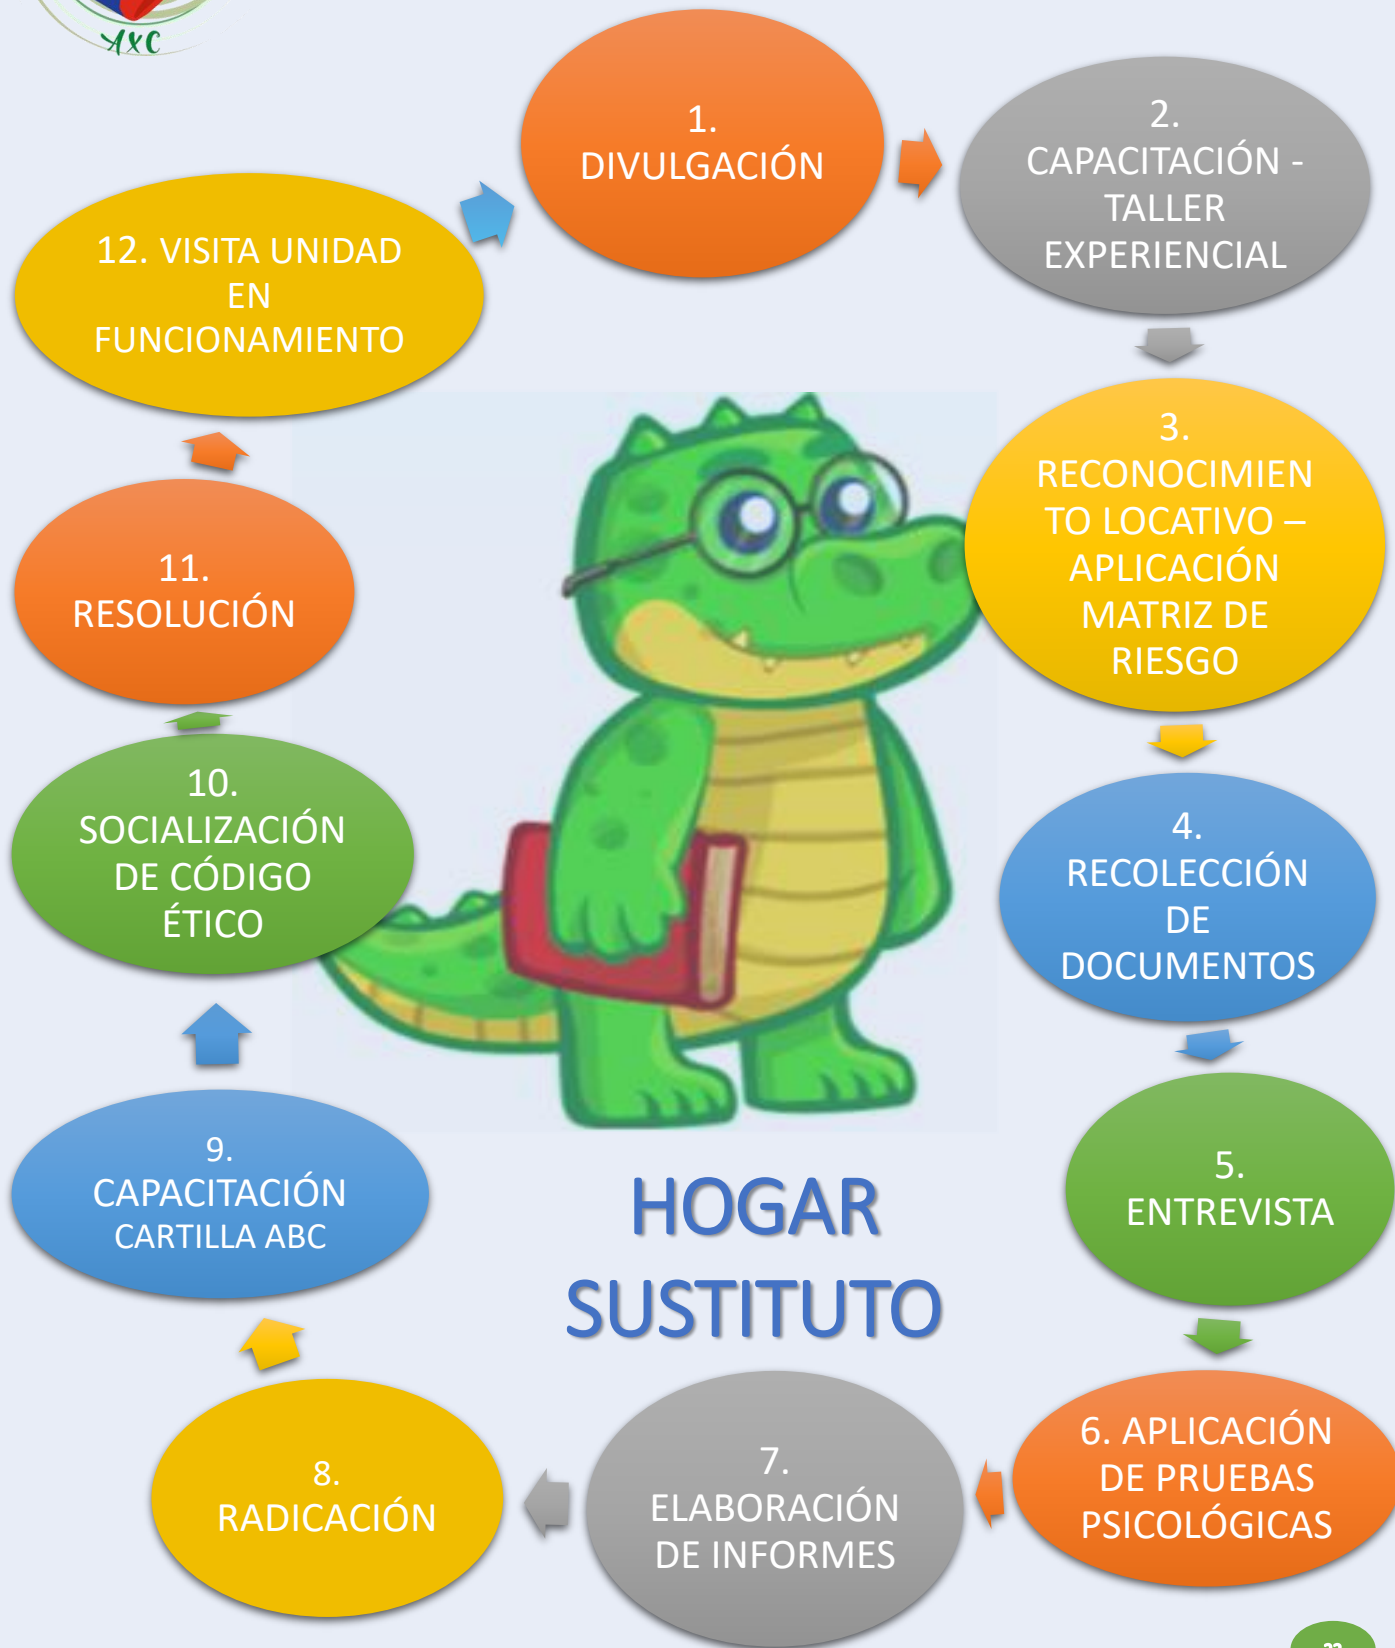 AXC
1.
DIVULGACIÓN
2.
CAPACITACIÓN -
TALLER
EXPERIENCIAL
3.
RECONOCIMIEN
TO LOCATIVO –
APLICACIÓN
MATRIZ DE
RIESGO
4.
RECOLECCIÓN
DE
DOCUMENTOS
5.
ENTREVISTA
6. APLICACIÓN
DE PRUEBAS
PSICOLÓGICAS
7.
ELABORACIÓN
DE INFORMES
8.
RADICACIÓN
9.
CAPACITACIÓN
CARTILLA ABC
10.
SOCIALIZACIÓN
DE CÓDIGO
ÉTICO
11.
RESOLUCIÓN
12. VISITA UNIDAD
EN
FUNCIONAMIENTO
HOGAR
SUSTITUTO